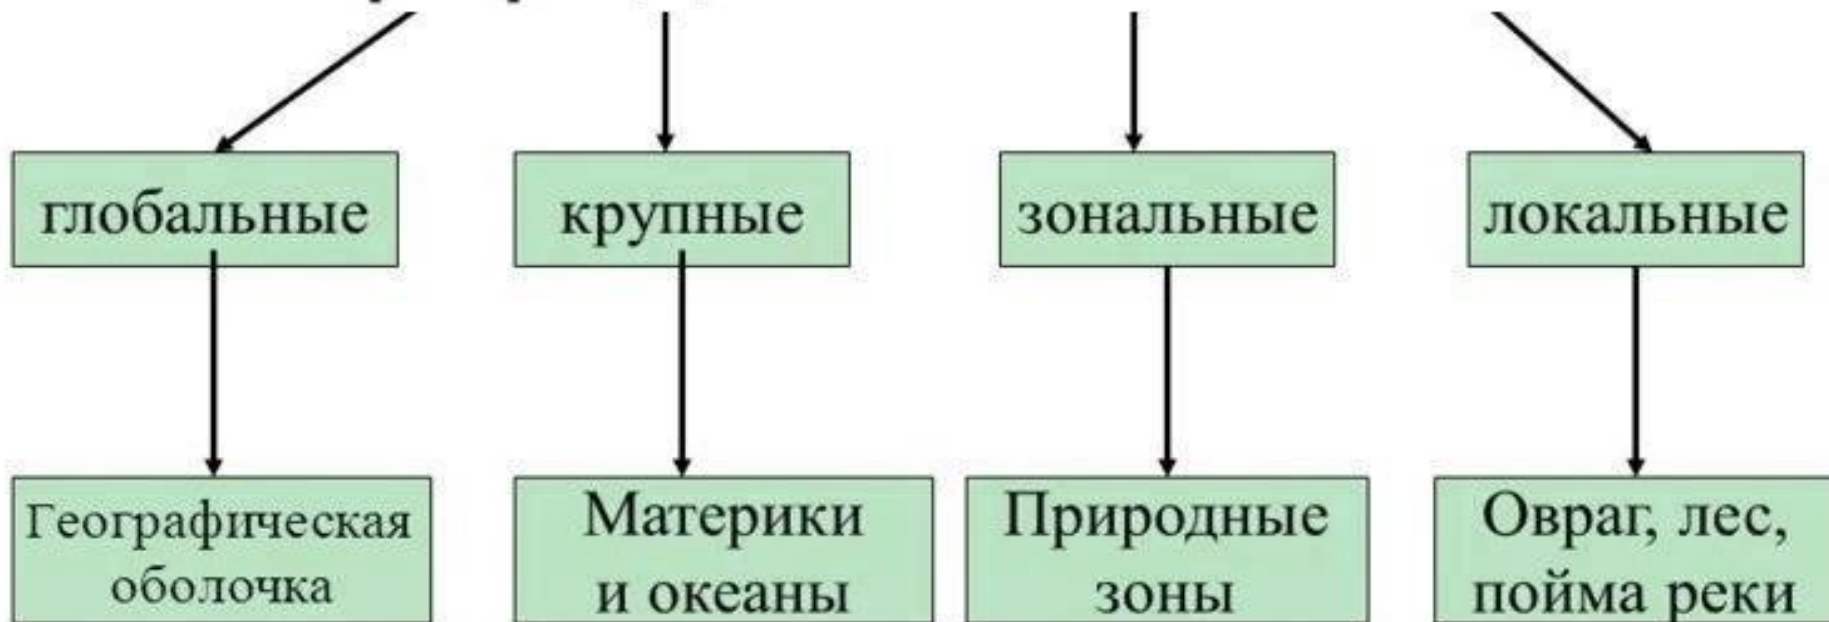 глобальные
крупные
зональные
локальные
Географическая
оболочка
Материки
и океаны
Природные
зоны
Овраг, лес,
пойма реки